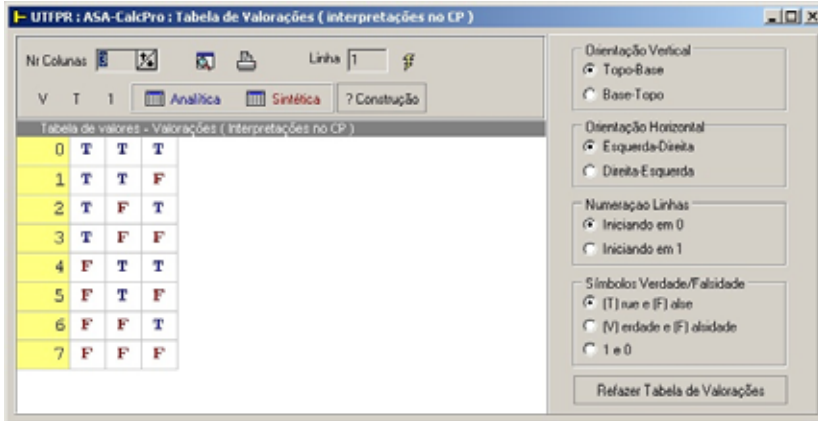 UTFPR : ASA-CalcPro : Tabela de Valorações ( interpretações no CP )
Nr Colunas 3 Linha 1
V T 1 Analítica Sintética ? Construção
Tabela de valores - Valorações ( Interpretações no CP )
0 T T T
1 T T F
2 T F T
3 T F F
4 F T T
5 F T F
6 F F T
7 F F F
Orientação Vertical
Topo-Base
Base-Topo
Orientação Horizontal
Esquerda-Direita
Direita-Esquerda
Numeraçao Linhas
Iniciando em 0
Iniciando em 1
Símbolos Verdade/Falsidade
(T) rue e (F) alse
(V) erdade e (F) alsidade
1 e 0
Refazer Tabela de Valorações